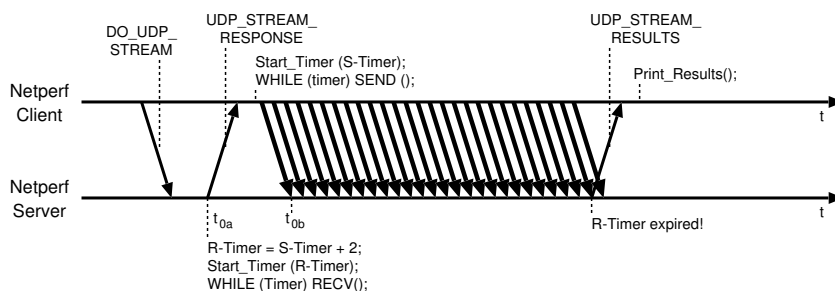 DO_UDP_
STREAM
UDP_STREAM_
RESPONSE
Start_Timer (S-Timer);
WHILE (timer) SEND ();
UDP_STREAM_
RESULTS
Print_Results();
Netperf
Client
t
Netperf
Server
t
t0a
t0b
R-Timer expired!
R-Timer = S-Timer + 2;
Start_Timer (R-Timer);
WHILE (Timer) RECV();